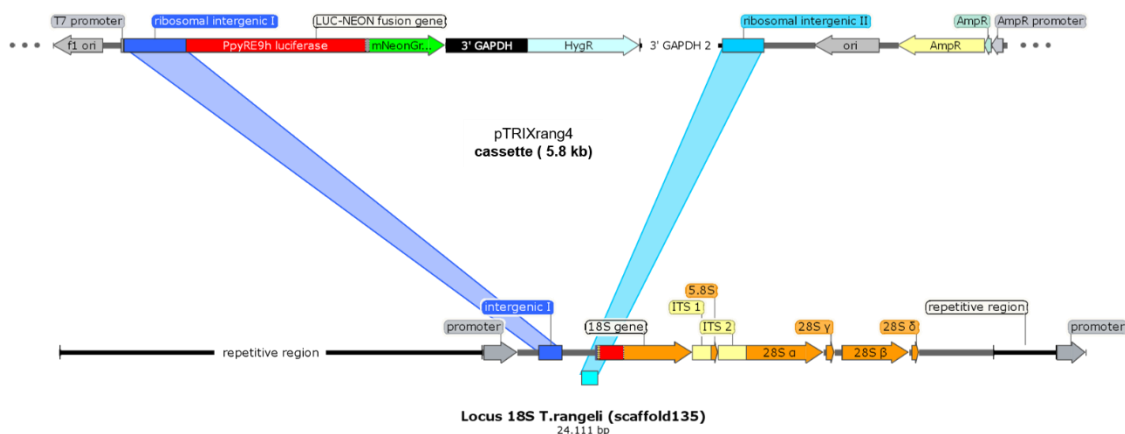 T7 promoter
ribosomal intergenic I
LUC-NEON fusion gene
ribosomal intergenic II
AmpR
AmpR promoter
f1 ori
PpyRE9h luciferase
mNeonGr...
3' GAPDH
HygR
3' GAPDH 2
ori
AmpR
pTRIXrang4
cassette ( 5.8 kb)
5.8S
intergenic I
ITS 1
repetitive region
promoter
18S gene
ITS 2
28S γ
28S δ
promoter
repetitive region
28S α
28S β
Locus 18S T.rangeli (scaffold135)
24.111 bp